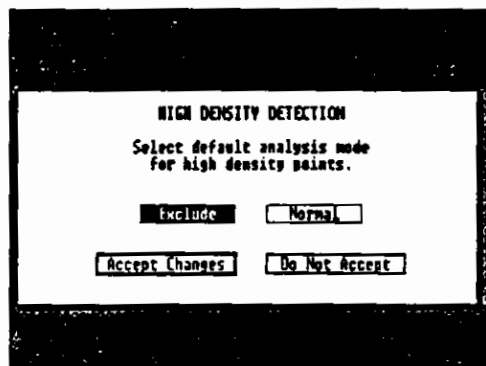 HIGH DENSITY DETECTION
Select default analysis mode
for high density points.
Exclude Normal
Accept Changes Do Not Accept